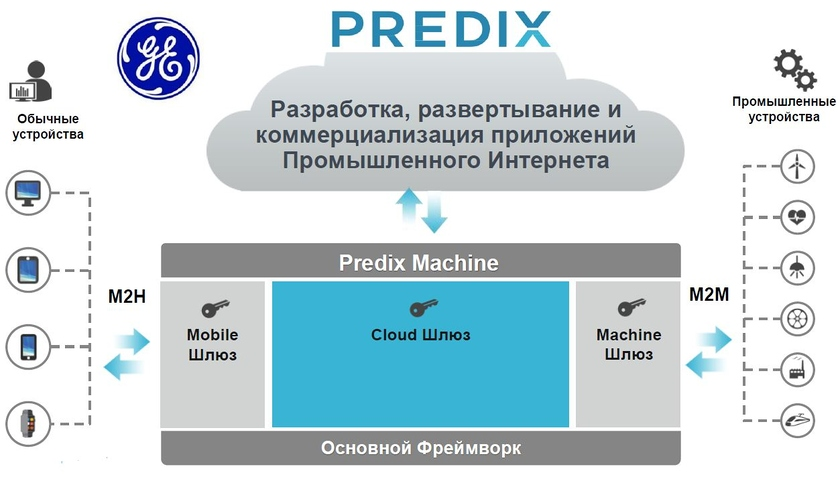 PREDIX
GE
Обычные
устройства
Разработка, развертывание и
коммерциализация приложений
Промышленного Интернета
Промышленные
устройства
Predix Machine
M2H
Mobile
Шлюз
Cloud Шлюз
Machine
Шлюз
M2M
Основной Фреймворк